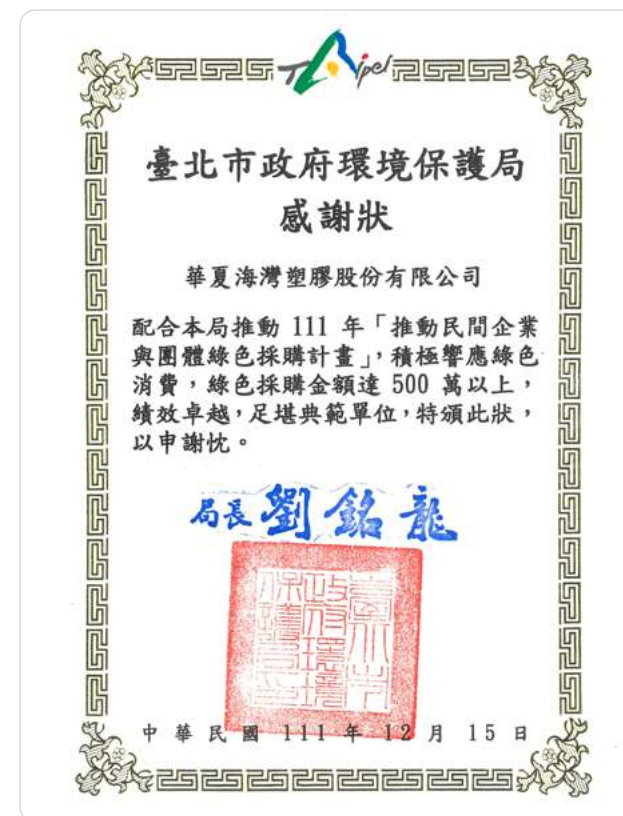 TAipei
臺北市政府環境保護局
感謝狀
華夏海灣塑膠股份有限公司
配合本局推動 111 年「推動民間企業
與團體綠色採購計畫」，積極響應綠色
消費，綠色採購金額達 500 萬以上，
績效卓越，足堪典範單位，特頒此狀，
以申謝忱。
局長 劉銘龍
臺北市
政府環境
保護局印
中華民國 111 年 12 月 15 日